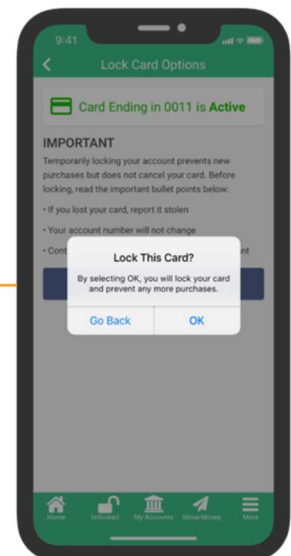 9:41
Lock Card Options
Card Ending in 0011 is Active
IMPORTANT
Temporarily locking your account prevents new
purchases but does not cancel your card. Before
locking, read the important bullet points below:
• If you lost your card, report it stolen
• Your account number will not change
• Cont
nt
Lock This Card?
By selecting OK, you will lock your card
and prevent any more purchases.
Go Back
OK
Home
Unlocked
My Accounts
Move Money
More